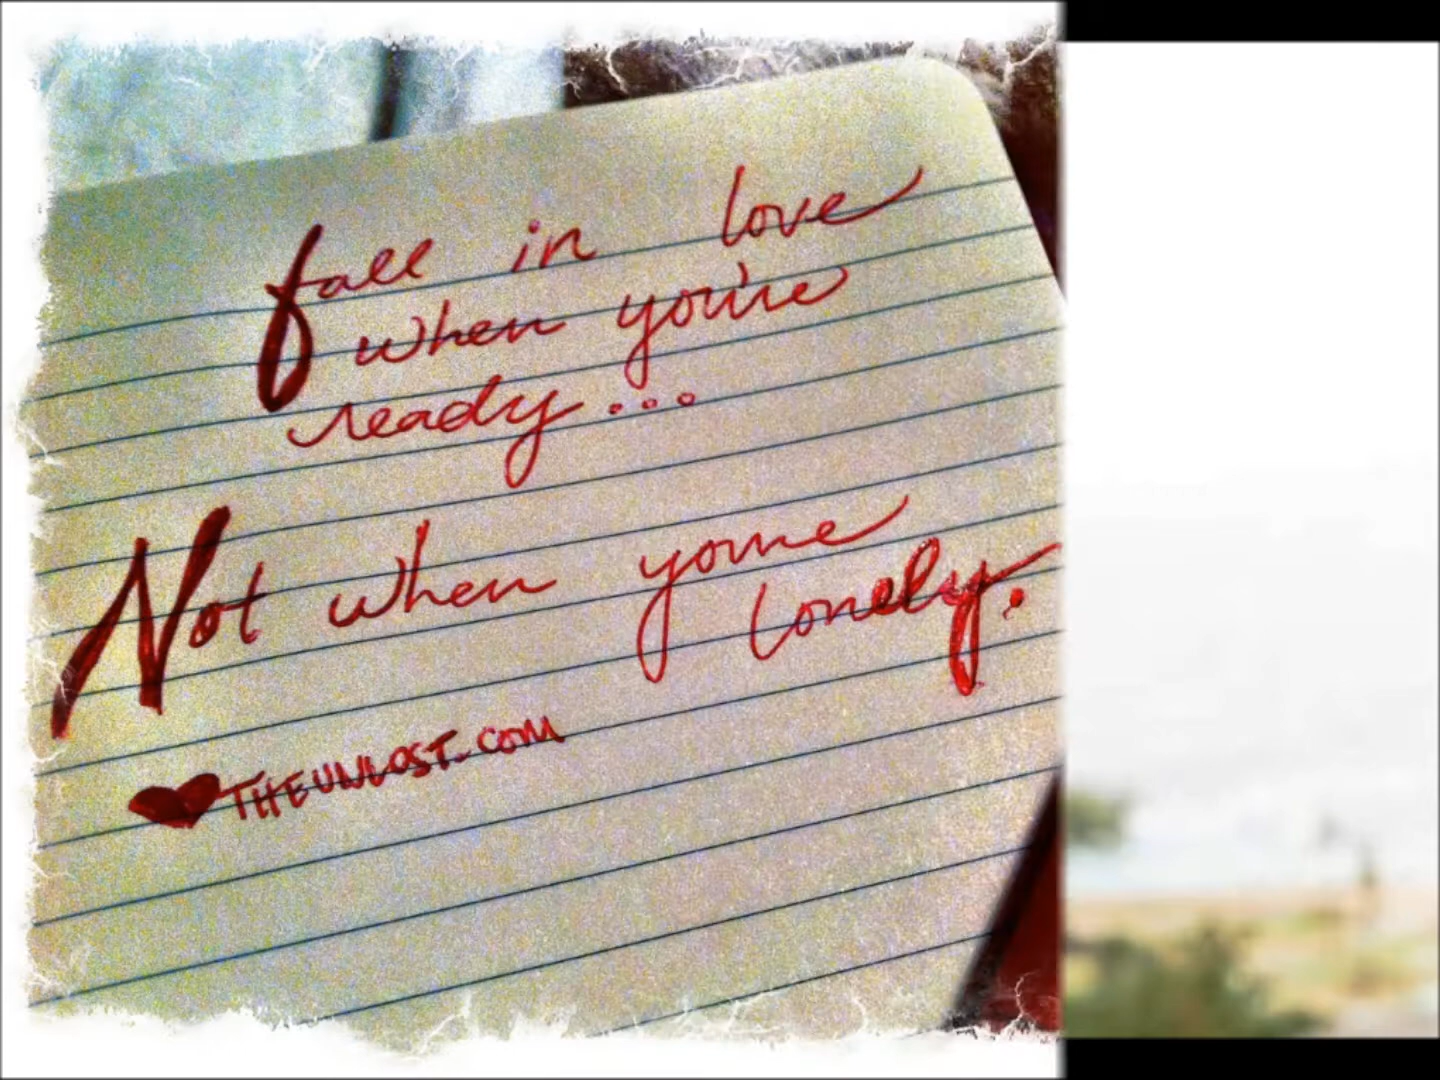 fall in love
when you're
ready...
Not when you're
lonely.
THEUNLOST.COM